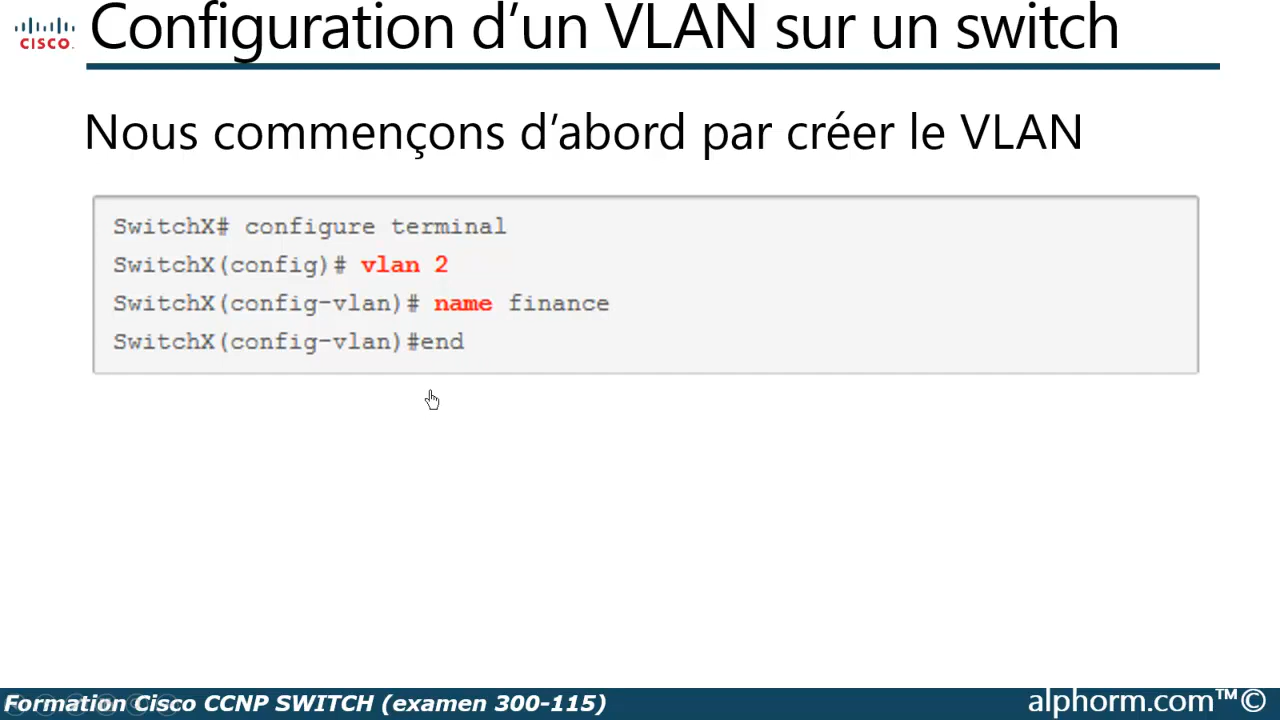 CISCO
Configuration d’un VLAN sur un switch
Nous commençons d’abord par créer le VLAN
SwitchX# configure terminal
SwitchX(config)# vlan 2
SwitchX(config-vlan)# name finance
SwitchX(config-vlan)#end
Formation Cisco CCNP SWITCH (examen 300-115)
alphorm.com™©